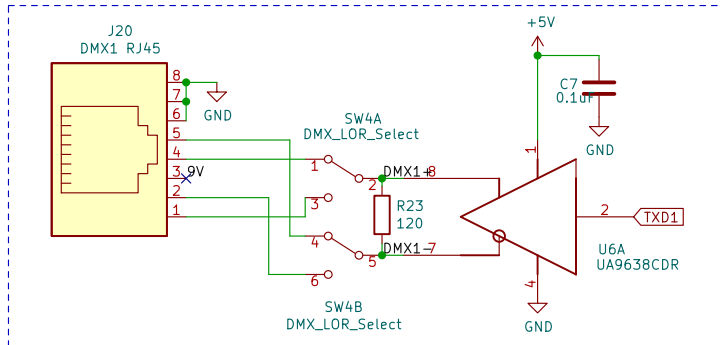 J20
DMX1 RJ45
8
7
6
5
4
3
2
1
9V
GND
SW4A
DMX_LOR_Select
1
2
3
4
5
6
SW4B
DMX_LOR_Select
DMX1+
8
R23
120
DMX1-
7
+5V
C7
0.1uF
GND
1
2
TXD1
U6A
UA9638CDR
4
GND